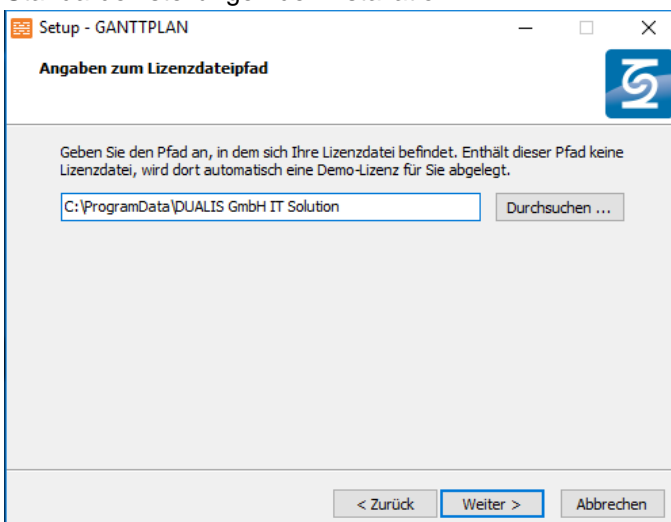 Setup - GANTTPLAN
Angaben zum Lizenzdateipfad
Geben Sie den Pfad an, in dem sich Ihre Lizenzdatei befindet. Enthält dieser Pfad keine
Lizenzdatei, wird dort automatisch eine Demo-Lizenz für Sie abgelegt.
C:\ProgramData\DUALIS GmbH IT Solution
Durchsuchen ...
< Zurück
Weiter >
Abbrechen